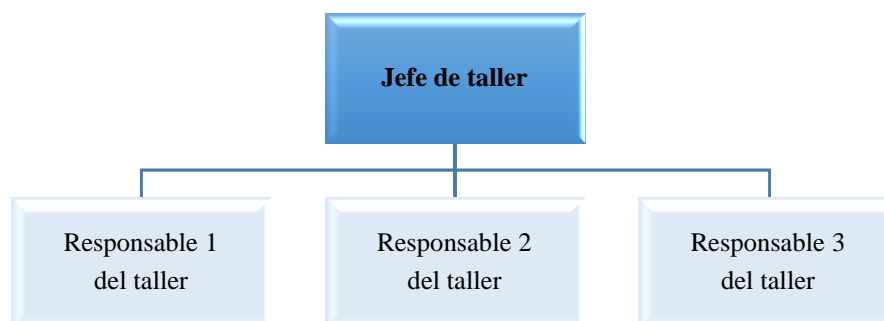 Jefe de taller
Responsable 1
del taller
Responsable 2
del taller
Responsable 3
del taller